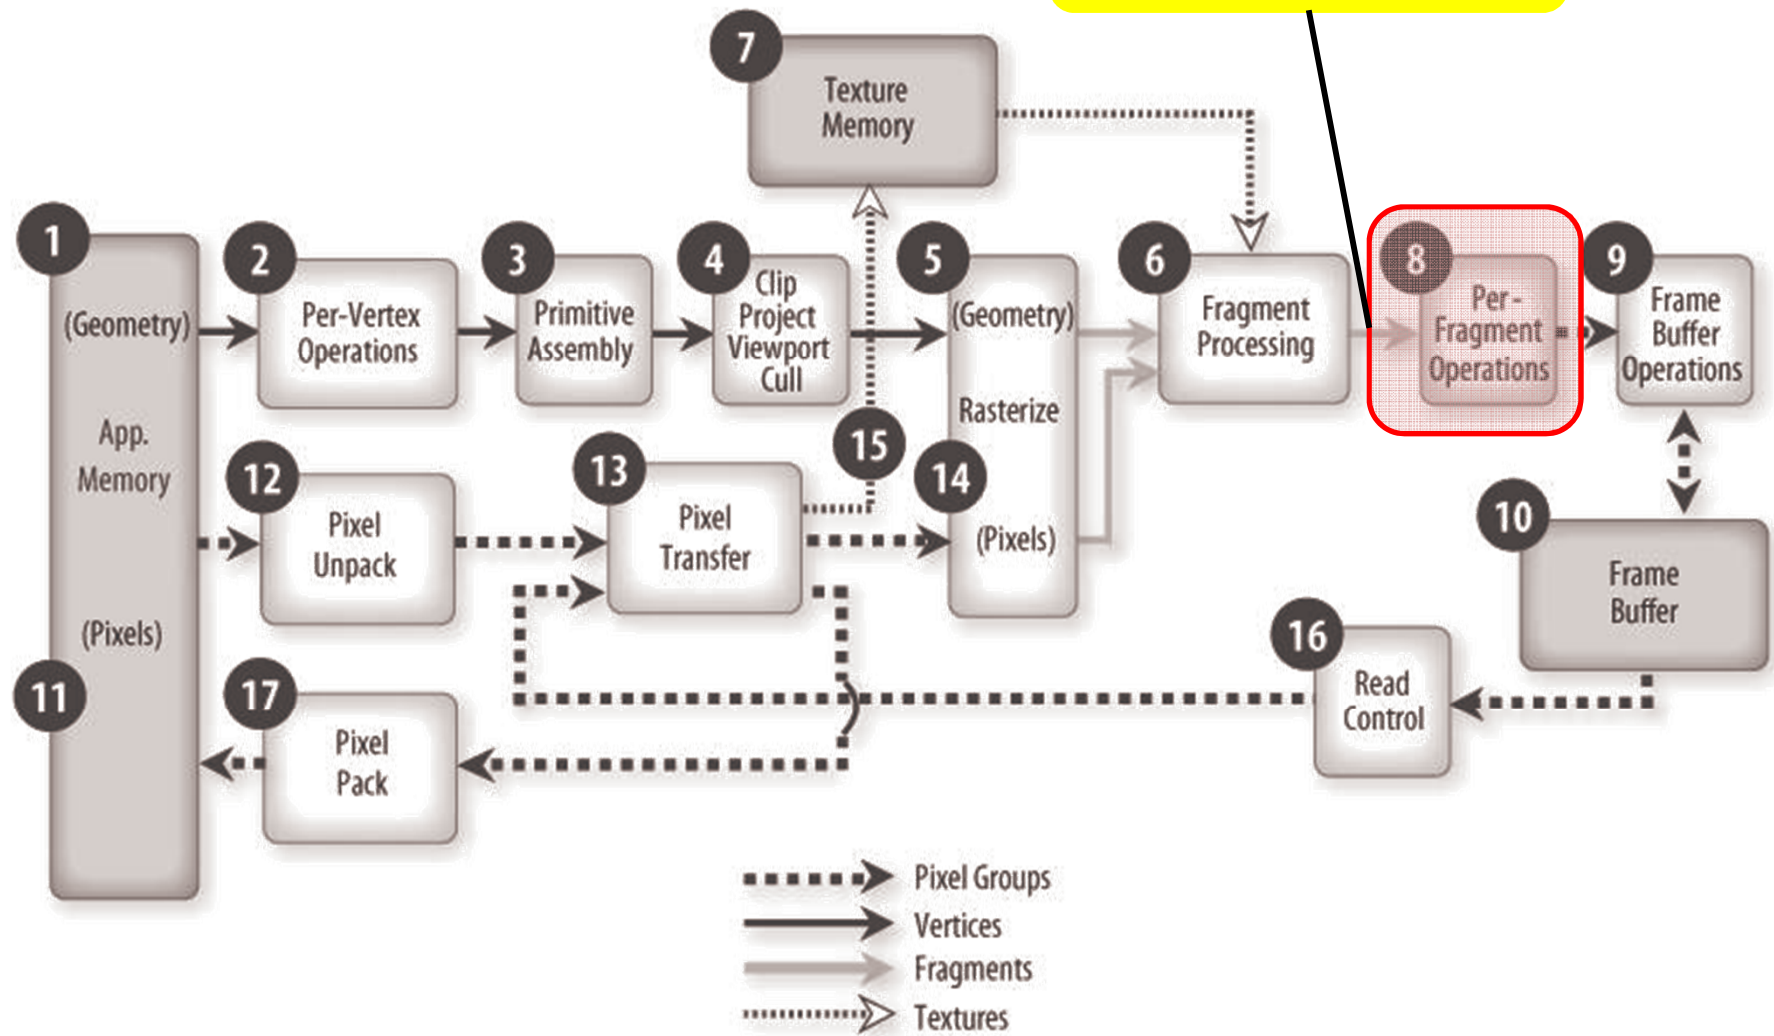 7
Texture
Memory
1
(Geometry)
App.
Memory
(Pixels)
11
2
Per-Vertex
Operations
3
Primitive
Assembly
4
Clip
Project
Viewport
Cull
5
(Geometry)
Rasterize
14
(Pixels)
6
Fragment
Processing
8
Per-
Fragment
Operations
9
Frame
Buffer
Operations
12
Pixel
Unpack
13
Pixel
Transfer
15
10
Frame
Buffer
16
Read
Control
17
Pixel
Pack
Pixel Groups
Vertices
Fragments
Textures